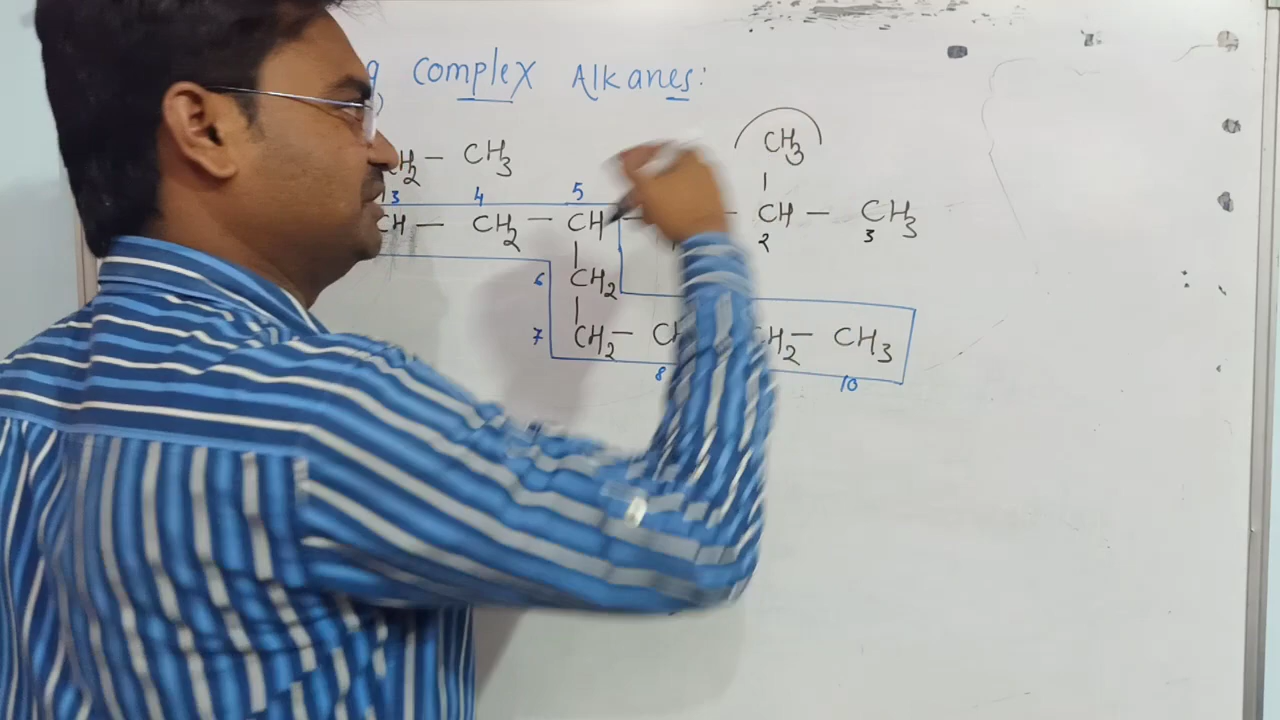 Complex Alkanes:
CH3
CH2 — CH3
3 4 5
CH — CH2 — CH — CH — CH3
2 3
6 CH2
7 CH2 — CH2 — CH3
8 10